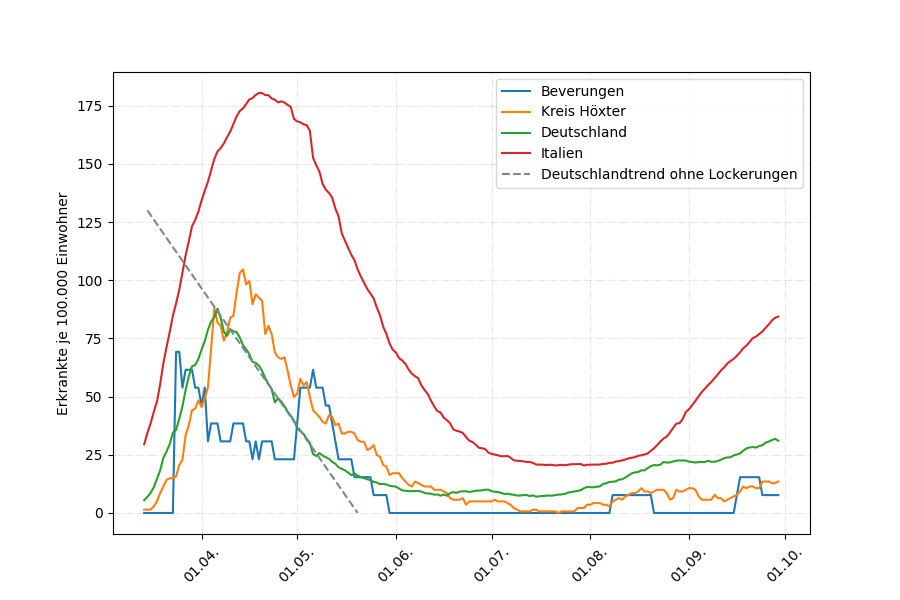 Erkrankte je 100.000 Einwohner
175
150
125
100
75
50
25
0
Beverungen
Kreis Höxter
Deutschland
Italien
Deutschlandtrend ohne Lockerungen
01.04.
01.05.
01.06.
01.07.
01.08.
01.09.
01.10.